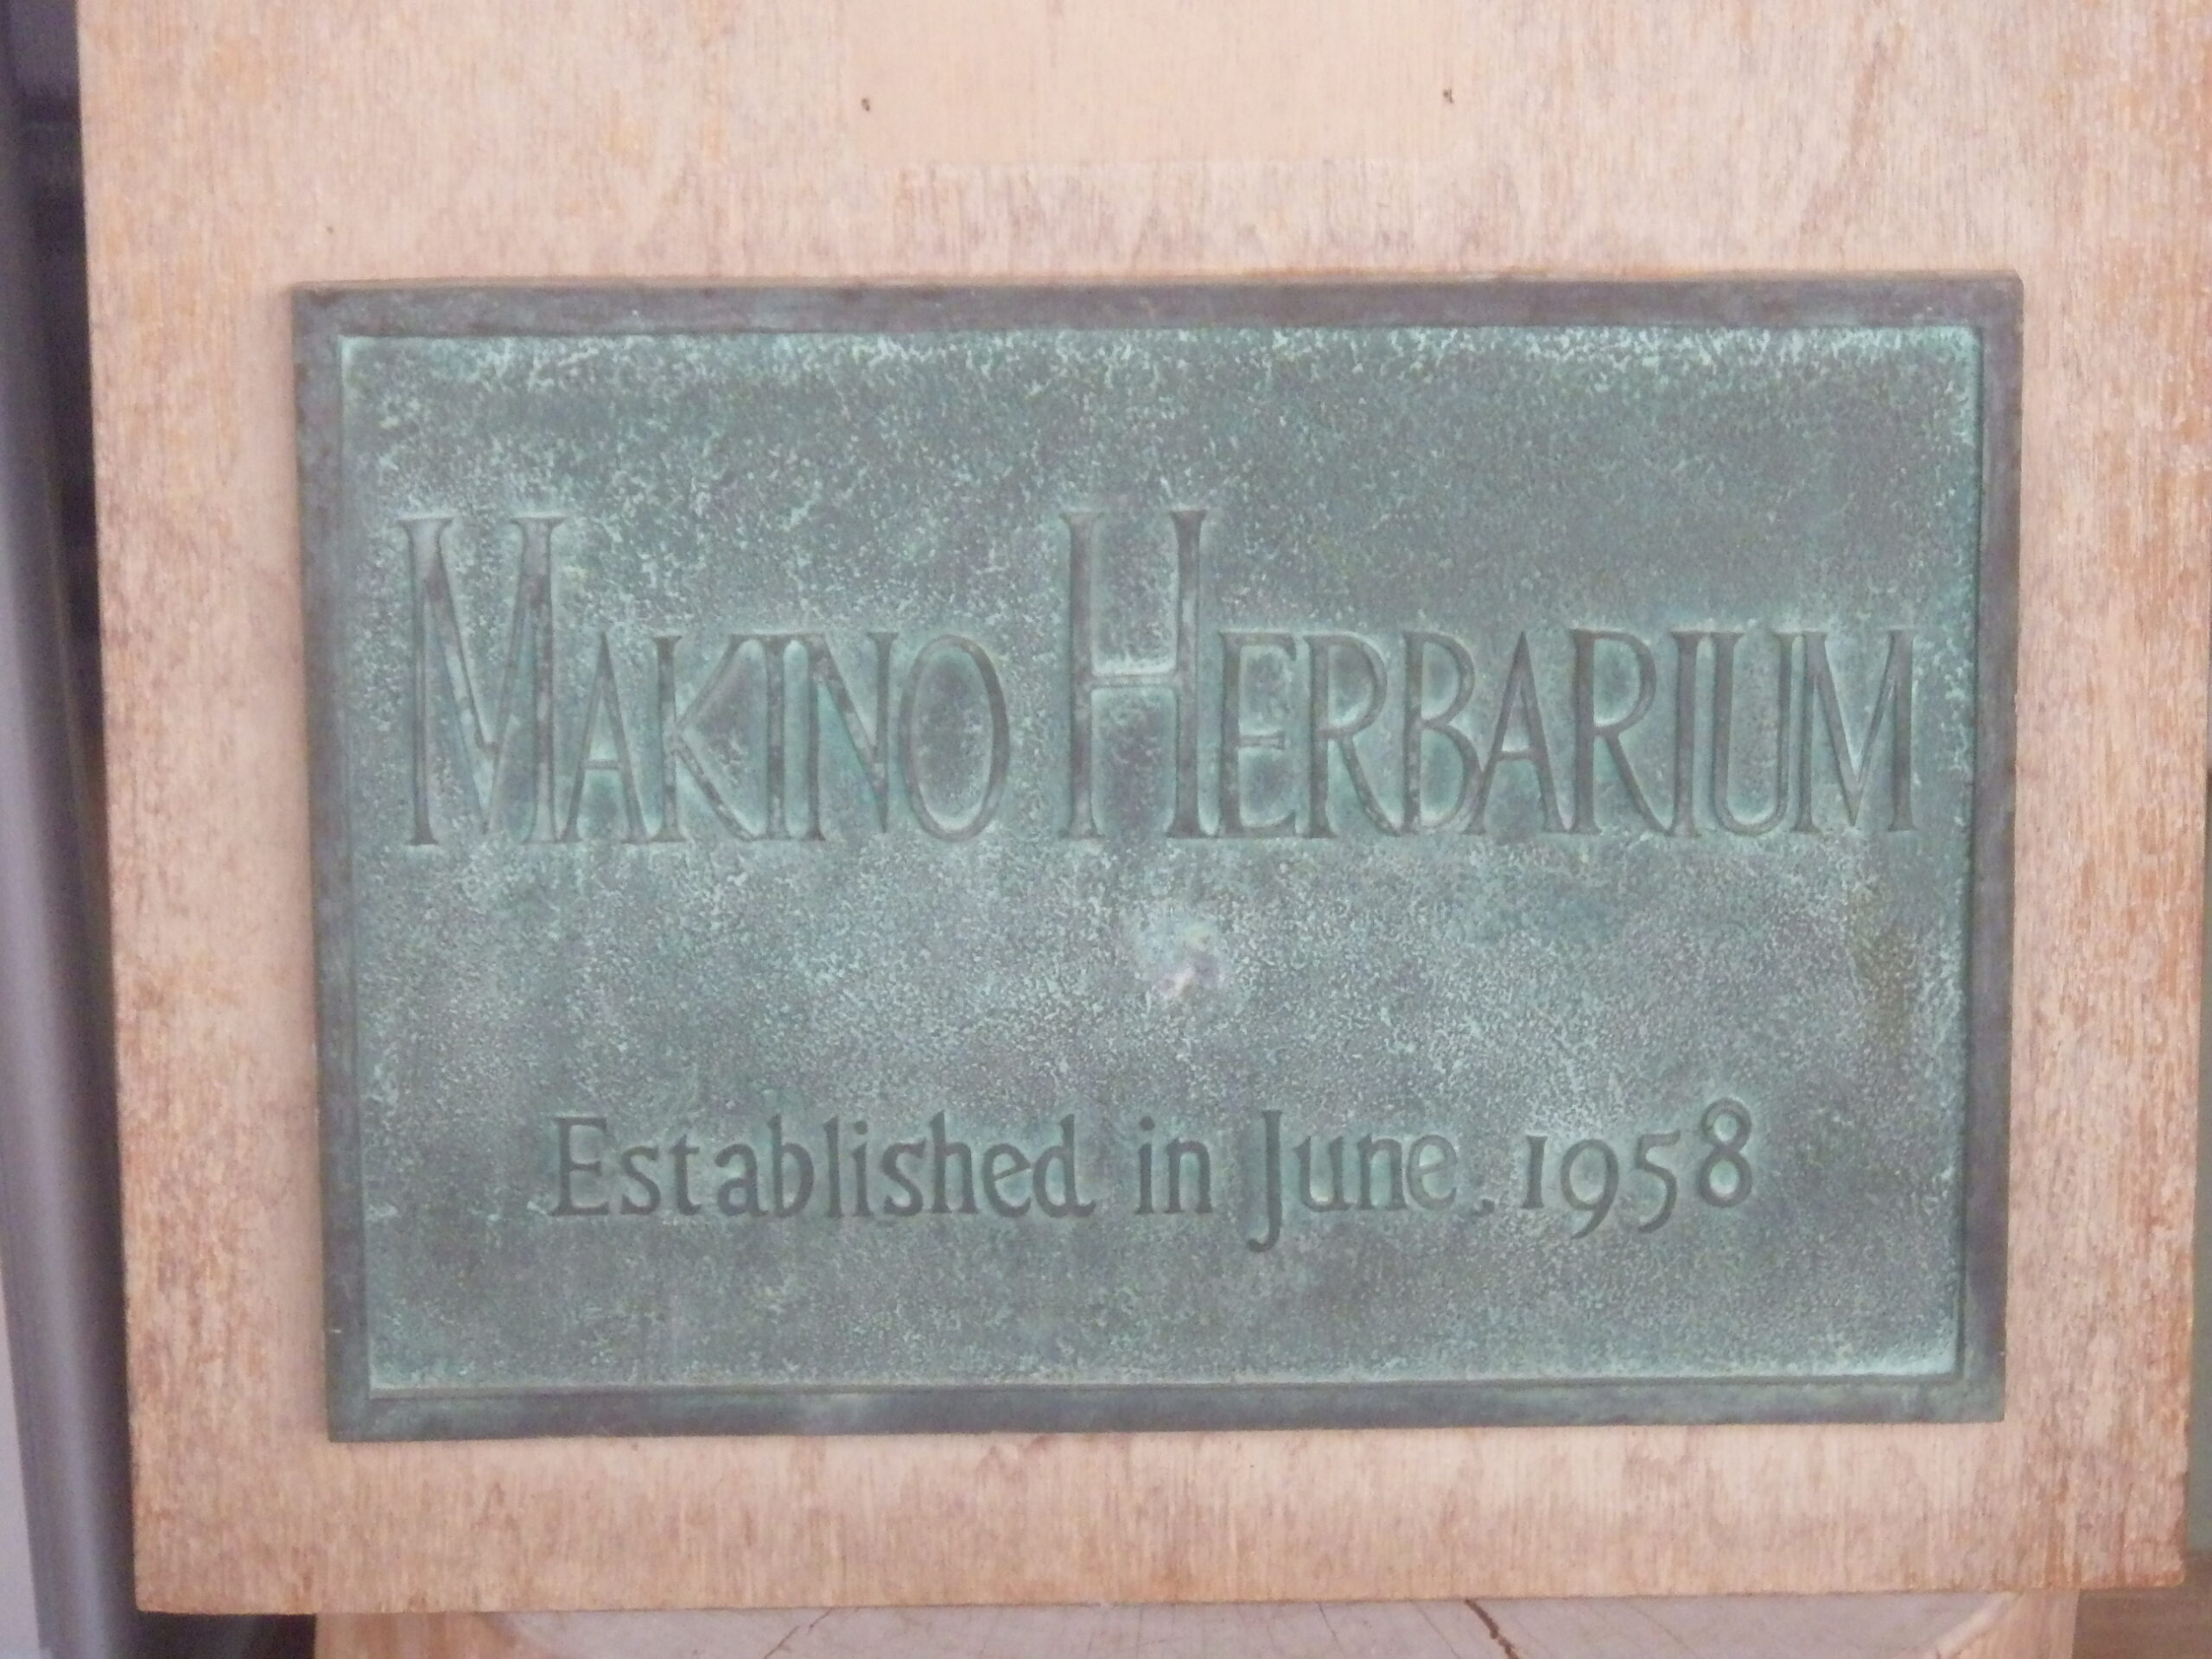 MAKINO HERBARIUM
Established in June, 1958